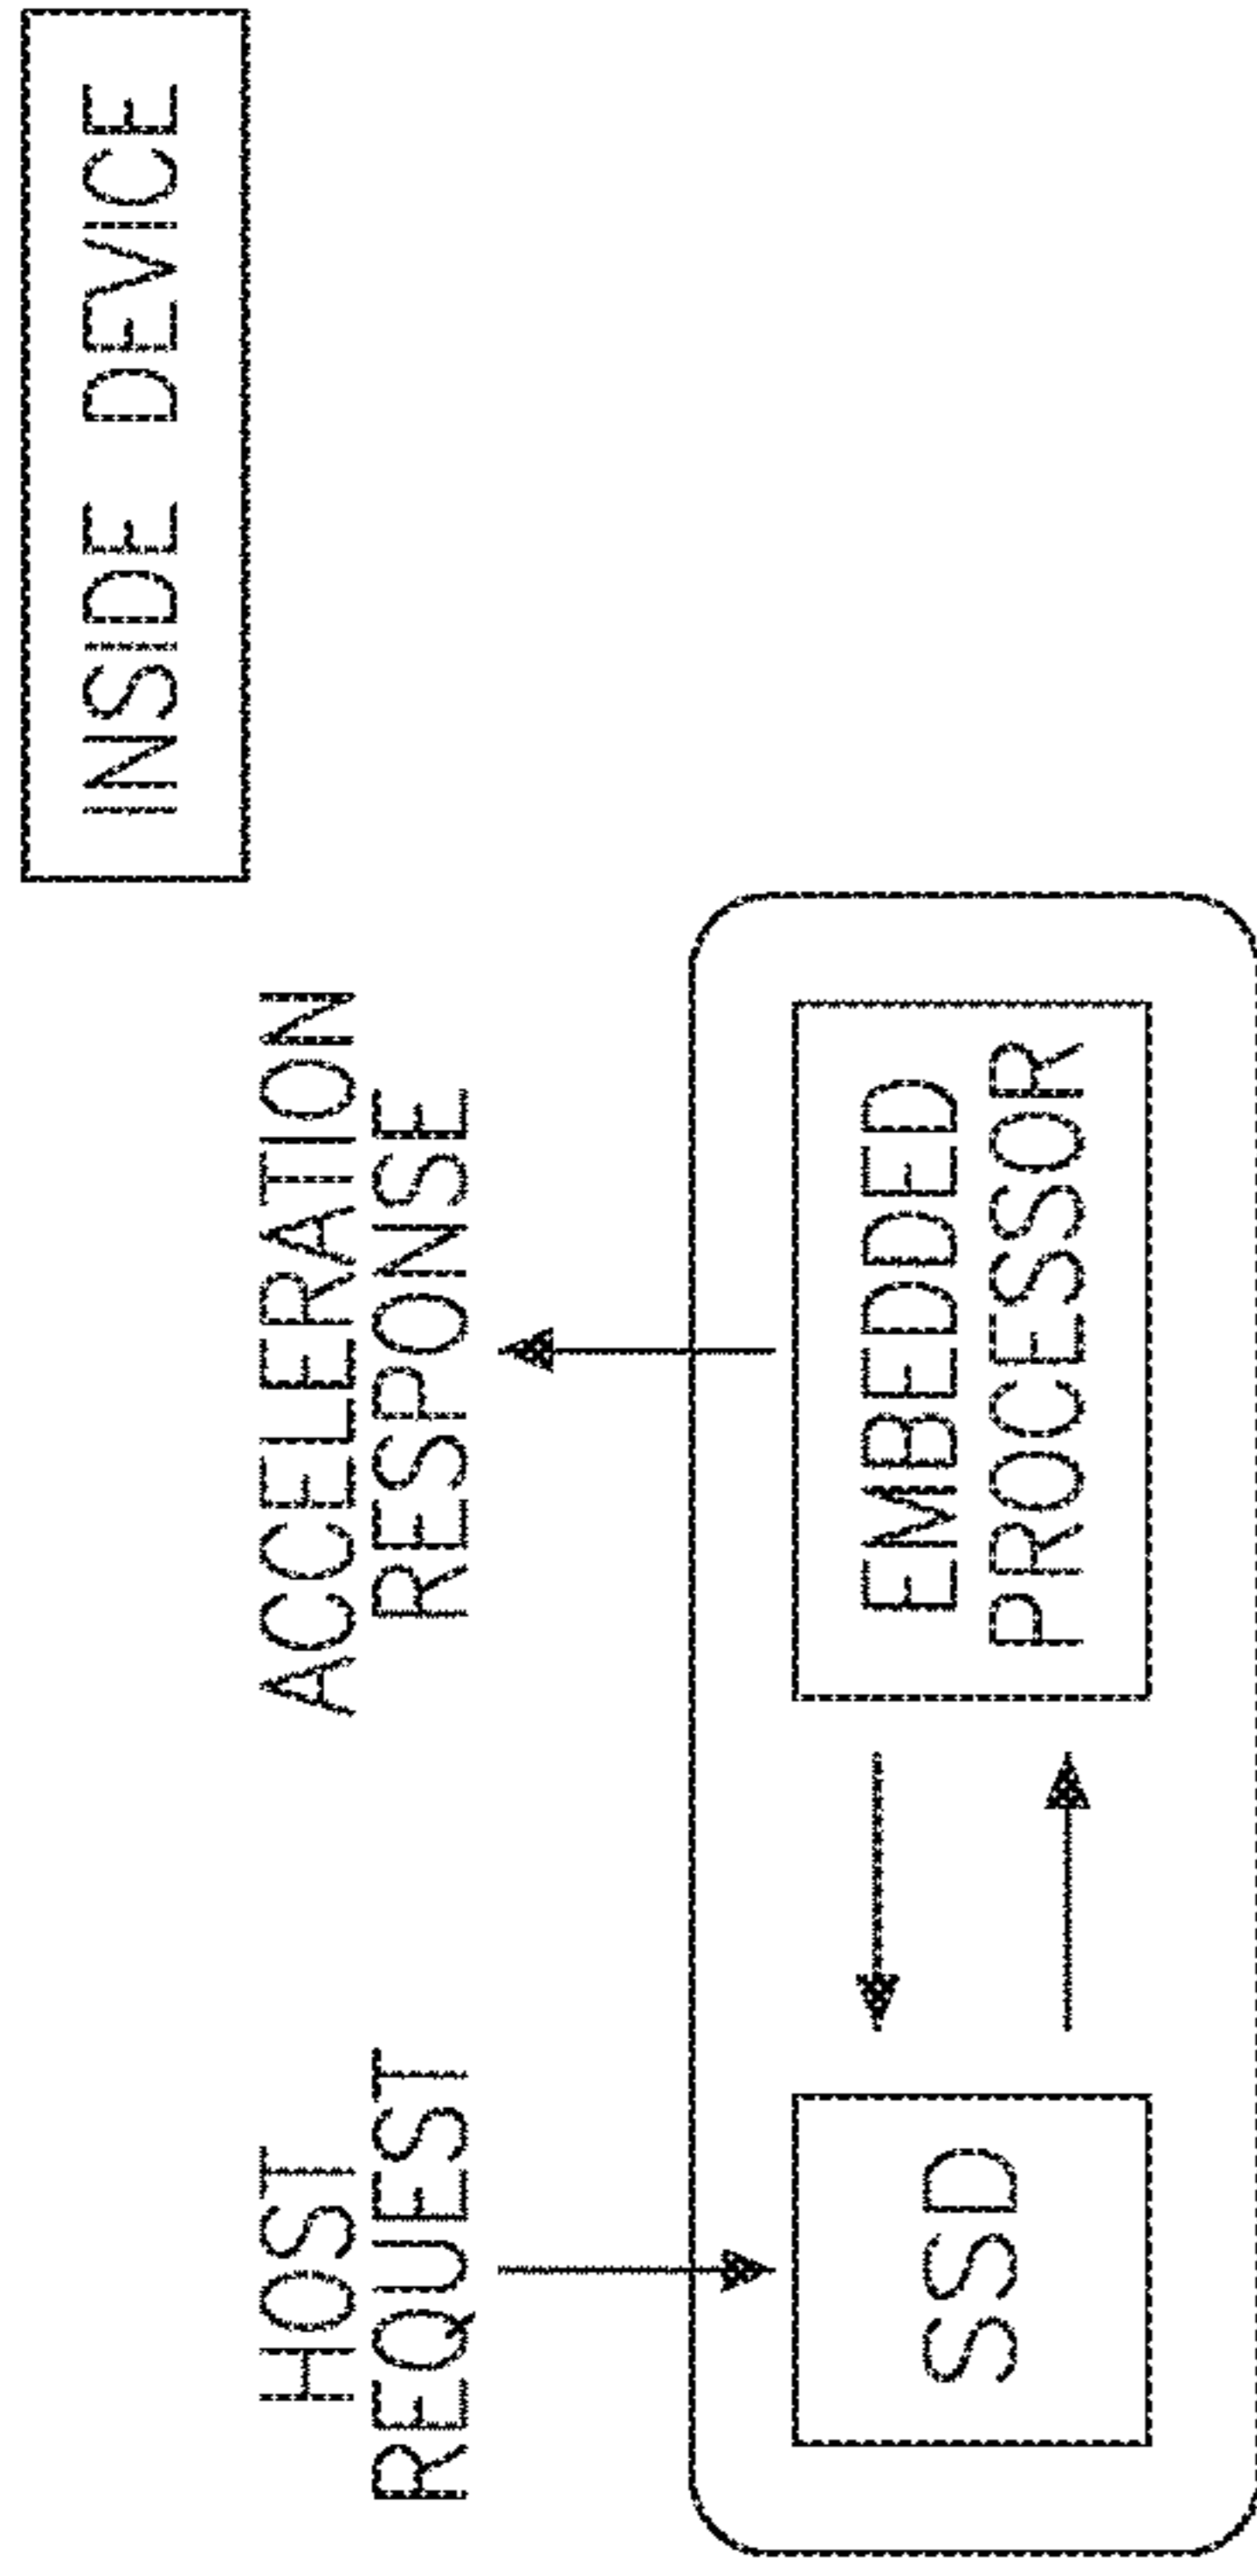 INSIDE DEVICE
HOST
REQUEST
ACCELERATION
RESPONSE
SSD
EMBEDDED
PROCESSOR